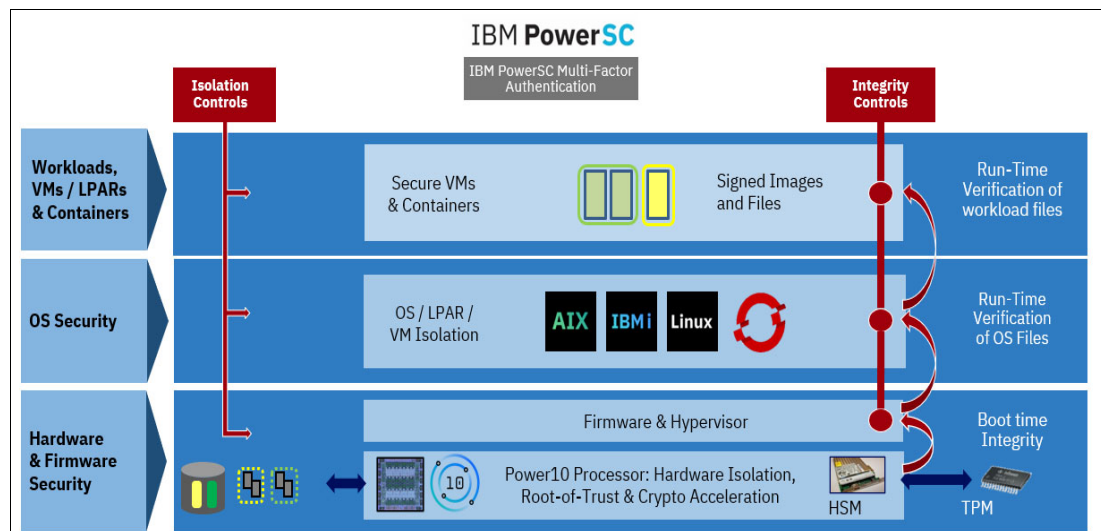 IBM PowerSC
IBM PowerSC Multi-Factor
Authentication
Isolation
Controls
Integrity
Controls
Workloads,
VMs / LPARs
& Containers
Secure VMs
& Containers
Signed Images
and Files
Run-Time
Verification of
workload files
OS Security
OS / LPAR /
VM Isolation
AIX
IBM i
Linux
Run-Time
Verification
of OS Files
Hardware
& Firmware
Security
Firmware & Hypervisor
Boot time
Integrity
10
Power10 Processor: Hardware Isolation,
Root-of-Trust & Crypto Acceleration
HSM
TPM